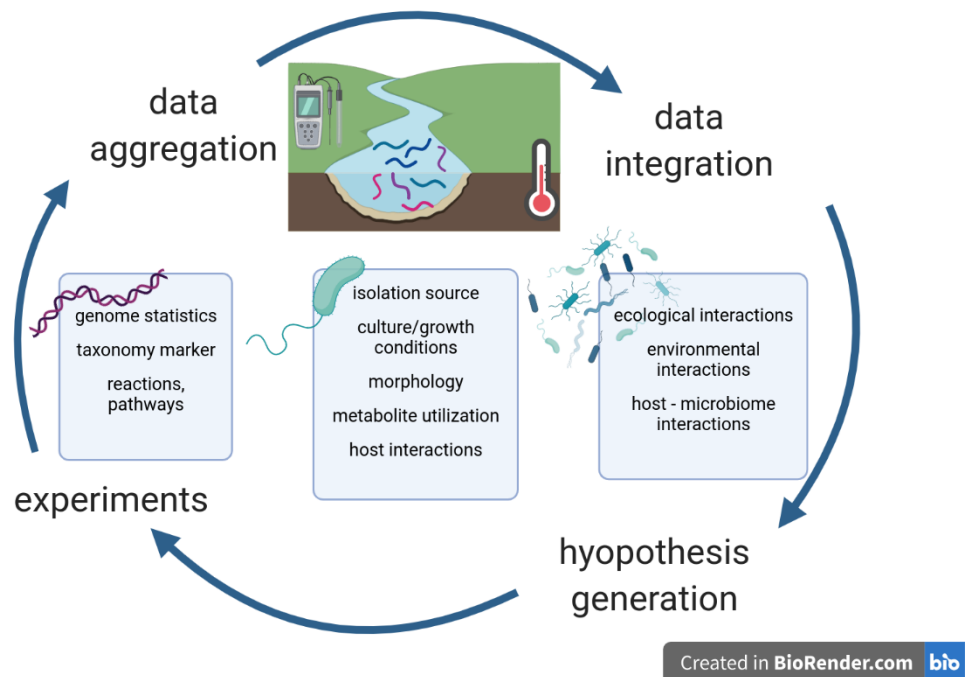 data
aggregation
data
integration
genome statistics
taxonomy marker
reactions,
pathways
isolation source
culture/growth
conditions
morphology
metabolite utilization
host interactions
ecological interactions
environmental
interactions
host - microbiome
interactions
experiments
hyopothesis
generation
Created in BioRender.com bio